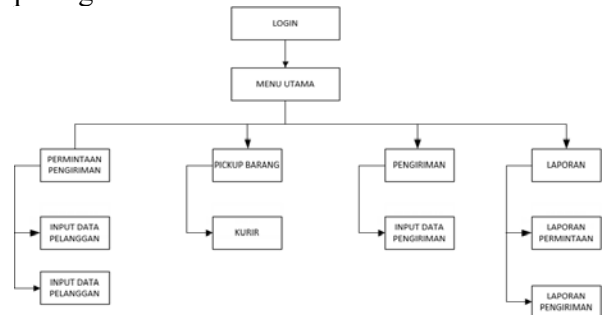 LOGIN
MENU UTAMA
PERMINTAAN
PENGIRIMAN
PICKUP BARANG
PENGIRIMAN
LAPORAN
INPUT DATA
PELANGGAN
KURIR
INPUT DATA
PENGIRIMAN
LAPORAN
PERMINTAAN
INPUT DATA
PELANGGAN
LAPORAN
PENGIRIMAN